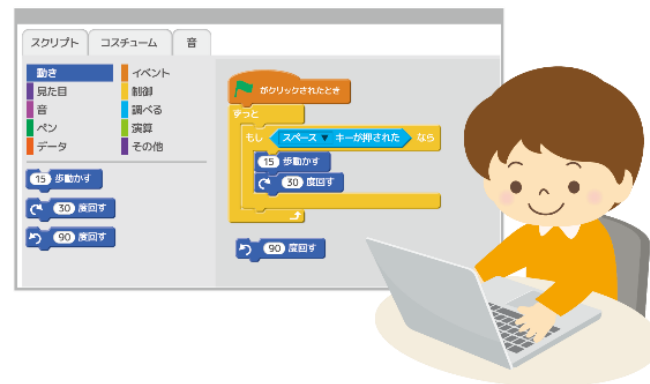 スクリプト コスチューム 音
動き イベント
見た目 制御
音 調べる
ペン 演算
データ その他
15 歩動かす
30 度回す
90 度回す
がクリックされたとき
ずっと
もし スペース ▼ キーが押された なら
15 歩動かす
30 度回す
90 度回す